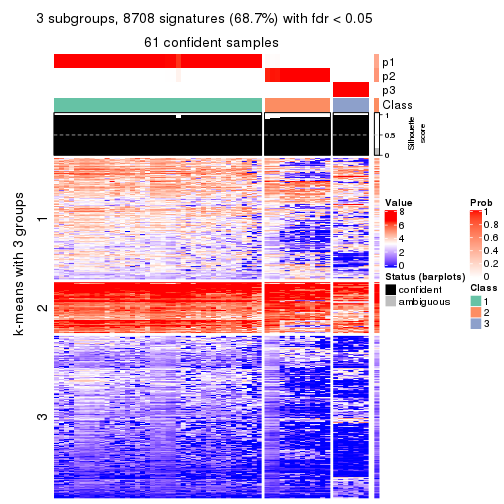 3 subgroups, 8708 signatures (68.7%) with fdr < 0.05
61 confident samples
p1
p2
p3
Class
1
0.5
0
Silhouette
score
k-means with 3 groups
1
2
3
Value
8
6
4
2
0
Status (barplots)
confident
ambiguous
Prob
1
0.8
0.6
0.4
0.2
0
Class
1
2
3